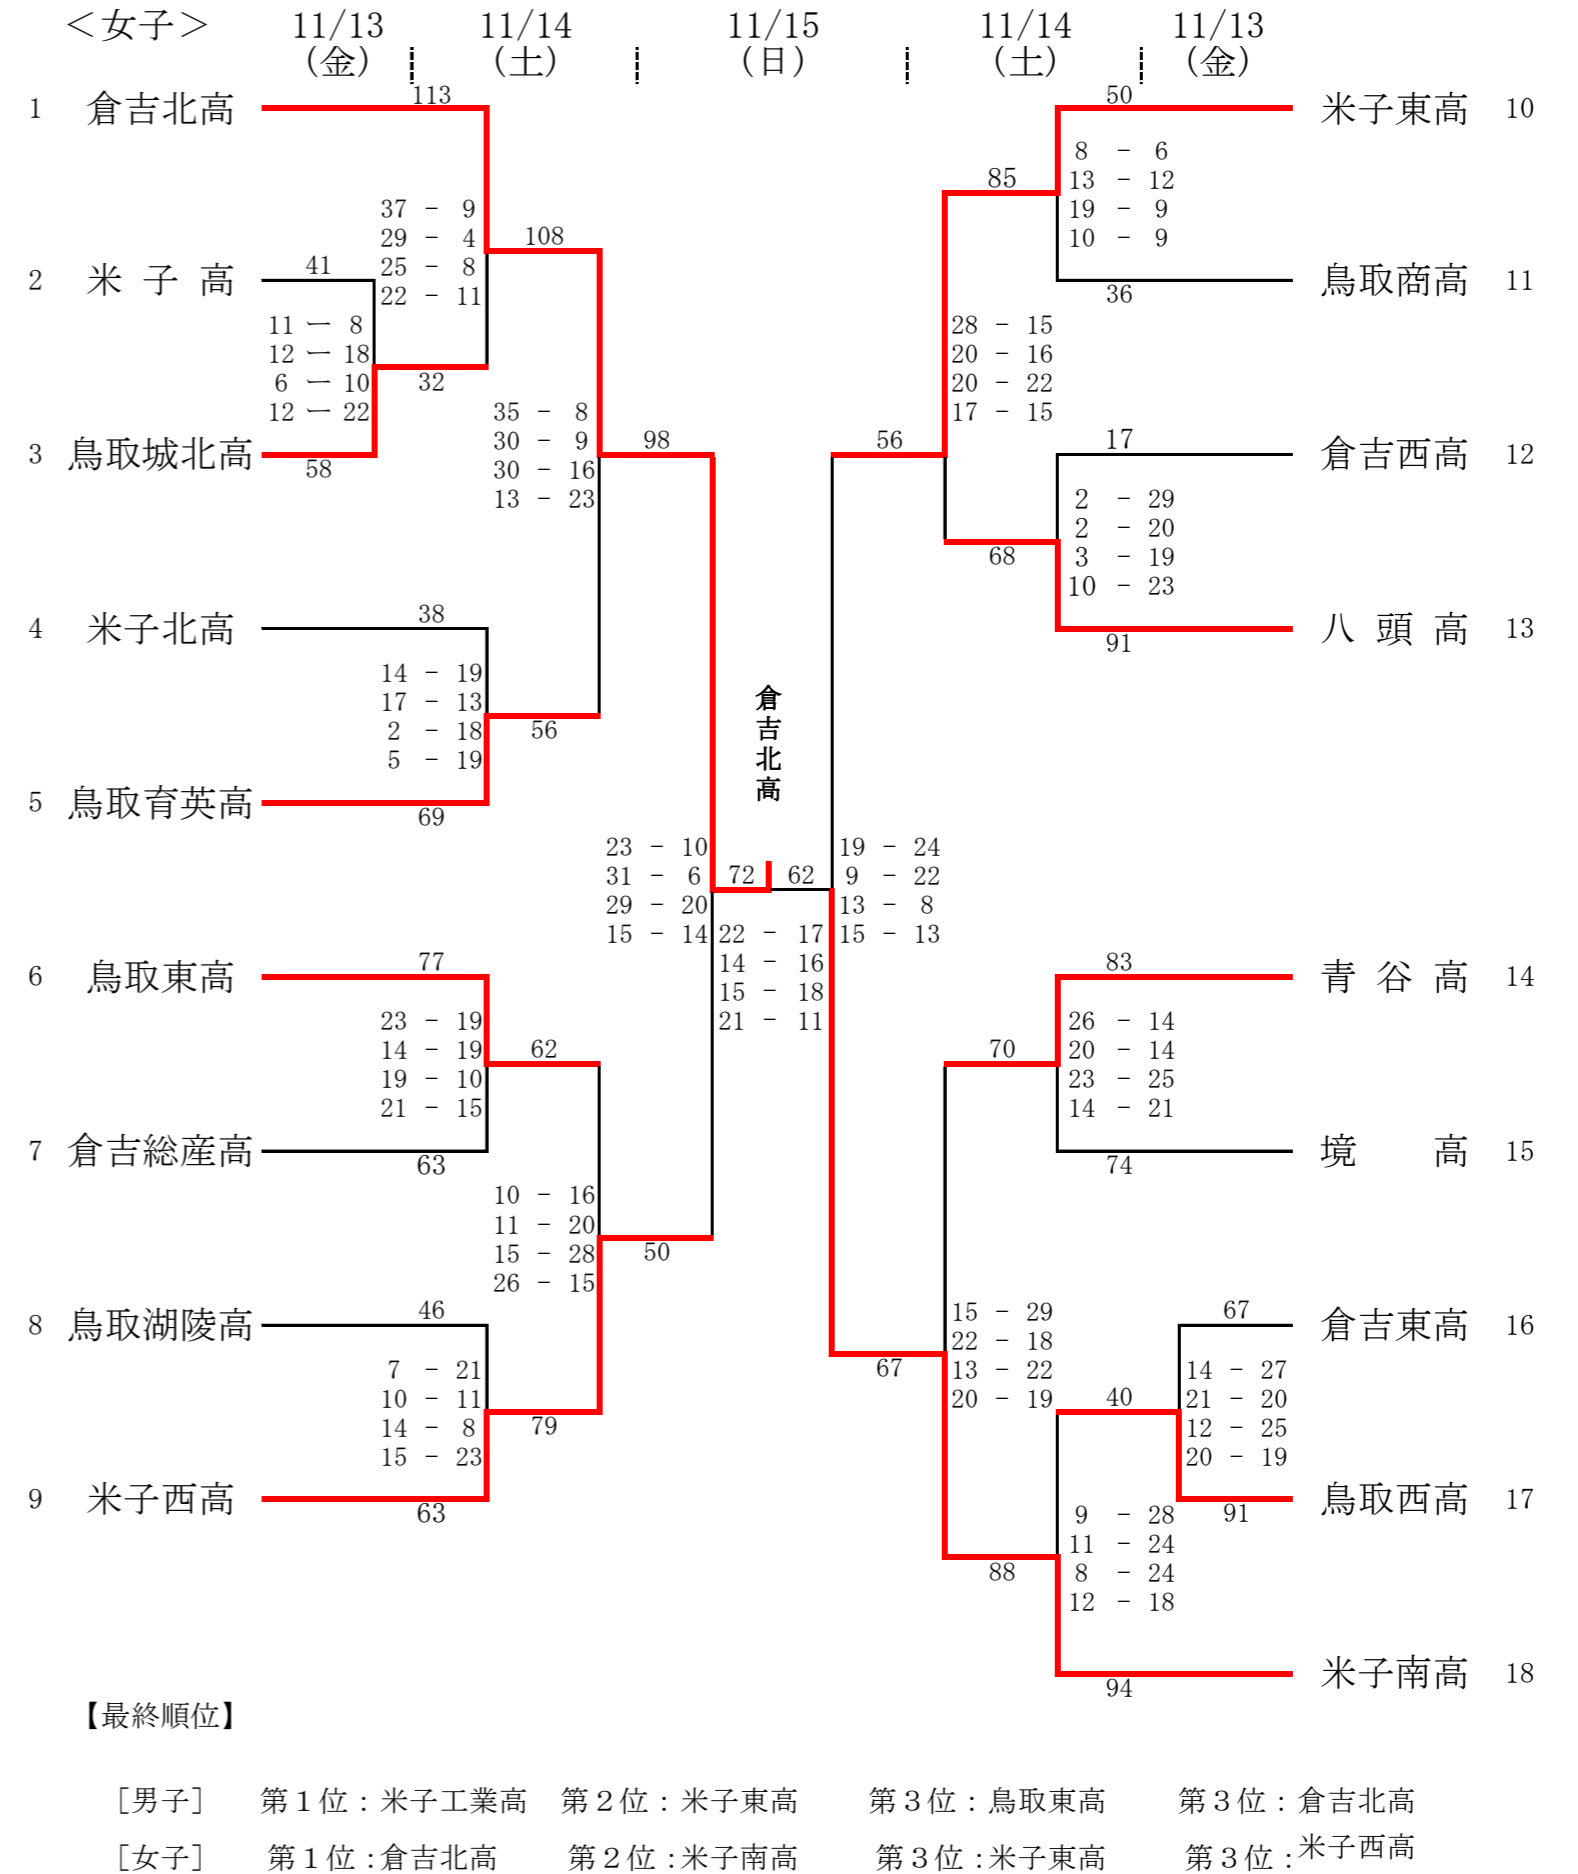 ＜女子＞ 11/13 11/14 11/15 11/14 11/13
（金） （土） （日） （土） （金）
1 倉吉北高 113 50 米子東高 10
8 － 6
13 － 12
85
19 － 9
10 － 9
37 － 9
29 － 4
108
25 － 8
22 － 11
2 米子高 41 36 鳥取商高 11
11 ー 8
12 ー 18
6 ー 10
12 ー 22
32
28 － 15
20 － 16
20 － 22
17 － 15
35 － 8
30 － 9
30 － 16
13 － 23
3 鳥取城北高 58 98 56 17 倉吉西高 12
2 － 29
2 － 20
3 － 19
10 － 23
68
4 米子北高 38 91 八頭高 13
14 － 19
17 － 13
2 － 18
5 － 19
56
倉吉北高
5 鳥取育英高 69
23 － 10
31 － 6
29 － 20
15 － 14
72 62
19 － 24
9 － 22
13 － 8
15 － 13
22 － 17
14 － 16
15 － 18
21 － 11
6 鳥取東高 77 83 青谷高 14
23 － 19
14 － 19
19 － 10
21 － 15
62
70
26 － 14
20 － 14
23 － 25
14 － 21
7 倉吉総産高 63 74 境高 15
10 － 16
11 － 20
15 － 28
26 － 15
50
8 鳥取湖陵高 46 67 倉吉東高 16
7 － 21
10 － 11
14 － 8
15 － 23
79
67
15 － 29
22 － 18
13 － 22
20 － 19
40
14 － 27
21 － 20
12 － 25
20 － 19
9 米子西高 63 91 鳥取西高 17
9 － 28
11 － 24
8 － 24
12 － 18
88
94 米子南高 18
【最終順位】
［男子］ 第１位：米子工業高 第２位：米子東高 第３位：鳥取東高 第３位：倉吉北高
［女子］ 第１位：倉吉北高 第２位：米子南高 第３位：米子東高 第３位：米子西高